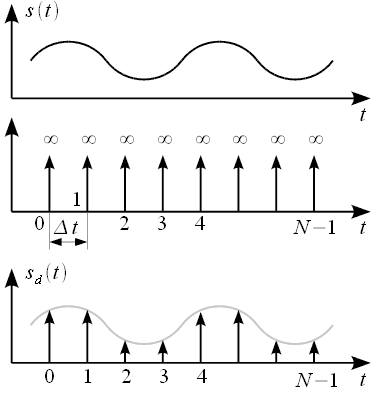 s(t)
t
∞ ∞ ∞ ∞ ∞ ∞ ∞ ∞
1
0 2 3 4 N−1 t
Δt
s_d(t)
0 1 2 3 4 N−1 t